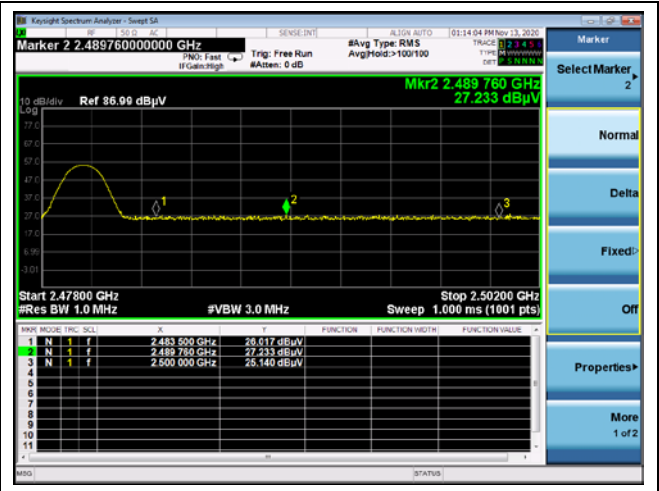 Keysight Spectrum Analyzer - Swept SA
RF 50 Ω AC SENSE:INT ALIGN AUTO 01:14:04 PM Nov 13, 2020
Marker 2 2.489760000000 GHz
#Avg Type: RMS
TRACE 1 2 3 4 5 6
PNO: Fast Trig: Free Run Avg|Hold:>100/100
TYPE M
IFGain:High #Atten: 0 dB
DET P S N N N N
Mkr2 2.489 760 GHz
27.233 dBµV
10 dB/div Ref 86.99 dBµV
Log
77.0
67.0
57.0
47.0
37.0
27.0
17.0
6.99
-3.01
1
2
3
Start 2.47800 GHz Stop 2.50200 GHz
#Res BW 1.0 MHz #VBW 3.0 MHz Sweep 1.000 ms (1001 pts)
MKR MODE TRC SCL X Y FUNCTION FUNCTION WIDTH FUNCTION VALUE
1 N 1 f 2.483 500 GHz 26.017 dBµV
2 N 1 f 2.489 760 GHz 27.233 dBµV
3 N 1 f 2.500 000 GHz 25.140 dBµV
4
5
6
7
8
9
10
11
MSG STATUS
Marker
Select Marker
2
Normal
Delta
Fixed
Off
Properties
More
1 of 2